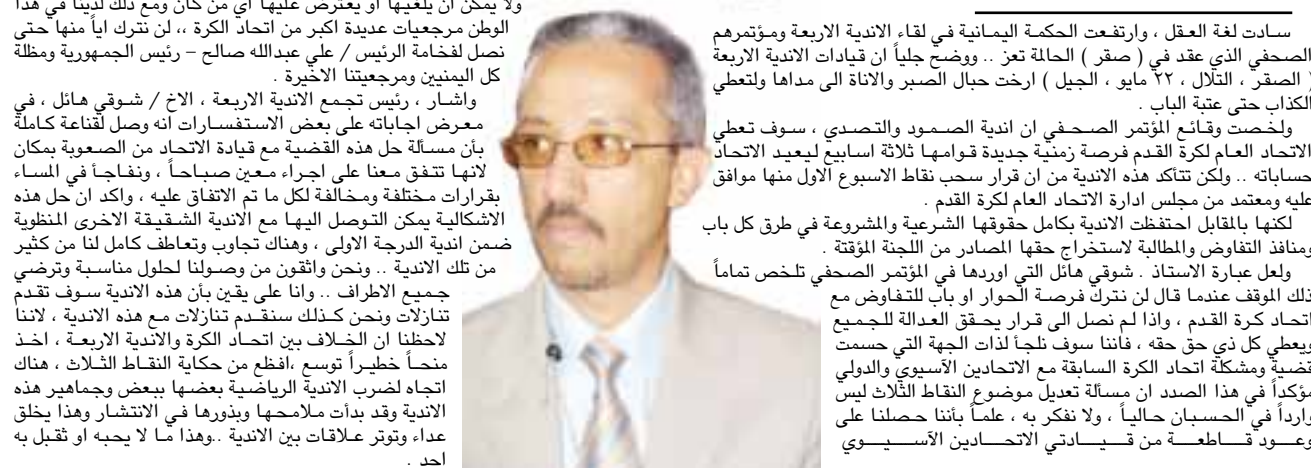 سادت لغة العقل ، وارتفعت الحكمة اليمانية في لقاء الاندية الاربعة ومؤتمرهم
الصحفي الذي عقد في ( صقر ) الحالمة تعز .. ووضح جلياً ان قيادات الاندية الاربعة
( الصقر ، التلال ، ٢٢ مايو ، الجيل ) ارخت حبال الصبر والاناة الى مداها ولتعطي
الكذاب حتى عتبة الباب .
ولخصت وقائع المؤتمر الصحفي ان اندية الصمود والتصدي ، سوف تعطي
الاتحاد العام لكرة القدم فرصة زمنية جديدة قوامها ثلاثة اسابيع ليعيد الاتحاد
حساباته .. ولكن تتأكد هذه الاندية من ان قرار سحب نقاط الاسبوع الاول منها موافق
عليه ومعتمد من مجلس ادارة الاتحاد العام لكرة القدم .
لكنها بالمقابل احتفظت الاندية بكامل حقوقها الشرعية والمشروعة في طرق كل باب
ومنافذ التفاوض والمطالبة لاستخراج حقها المصادر من اللجنة المؤقتة .
ولعل عبارة الاستاذ . شوقي هائل التي اوردها في المؤتمر الصحفي تلخص تماماً
ذلك الموقف عندما قال لن نترك فرصة الحوار او باب للتفاوض مع
اتحاد كرة القدم ، واذا لم نصل الى قرار يحقق العدالة للجميع
ويعطي كل ذي حق حقه ، فاننا سوف نلجأ لذات الجهة التي حسمت
قضية ومشكلة اتحاد الكرة السابقة مع الاتحادين الآسيوي والدولي
مؤكداً في هذا الصدد ان مسألة تعديل موضوع النقاط الثلاث ليس
وارداً في الحسبان حالياً ، ولا نفكر به ، علماً بأننا حصلنا على
وعود قاطعة من قيادتي الاتحادين الآسيوي
ولا يمكن ان يلغيها او يعترض عليها اي من كان ومع ذلك لدينا في هذا
الوطن مرجعيات عديدة اكبر من اتحاد الكرة ،، لن نترك اياً منها حتى
نصل لفخامة الرئيس / علي عبدالله صالح – رئيس الجمهورية ومظلة
كل اليمنيين ومرجعيتنا الاخيرة .
واشار ، رئيس تجمع الاندية الاربعة ، الاخ / شوقي هائل ، في
معرض اجاباته على بعض الاستفسارات انه وصل لقناعة كاملة
بأن مسألة حل هذه القضية مع قيادة الاتحاد من الصعوبة بمكان
لانها تتفق معنا على اجراء معين صباحاً ، ونفاجأ في المساء
بقرارات مختلفة ومخالفة لكل ما تم الاتفاق عليه ، واكد ان حل هذه
الاشكالية يمكن التوصل اليها مع الاندية الشقيقة الاخرى المنظوية
ضمن اندية الدرجة الاولى ، وهناك تجاوب وتعاطف كامل لنا من كثير
من تلك الاندية .. ونحن واثقون من وصولنا لحلول مناسبة وترضي
جميع الاطراف .. وانا على يقين بأن هذه الاندية سوف تقدم
تنازلات ونحن كذلك سنقدم تنازلات مع هذه الاندية ، لاننا
لاحظنا ان الخلاف بين اتحاد الكرة والاندية الاربعة ، اخذ
منحاً خطيراً توسع ،افظع من حكاية النقاط الثلاث ، هناك
اتجاه لضرب الاندية الرياضية بعضها ببعض وجماهير هذه
الاندية وقد بدأت ملامحها وبذورها في الانتشار وهذا يخلق
عداء وتوتر علاقات بين الاندية ..وهذا ما لا يحبه او ثقبل به
احد .